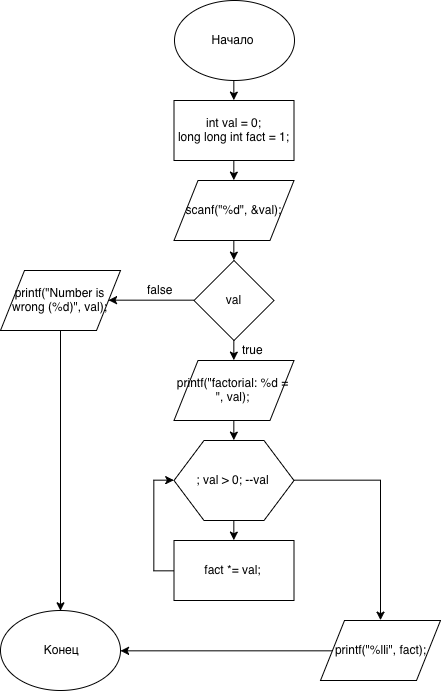 Начало
int val = 0;
long long int fact = 1;
scanf("%d", &val);
val
false
printf("Number is
wrong (%d)", val);
true
printf("factorial: %d =
", val);
; val > 0; --val
fact *= val;
Конец
printf("%lli", fact);